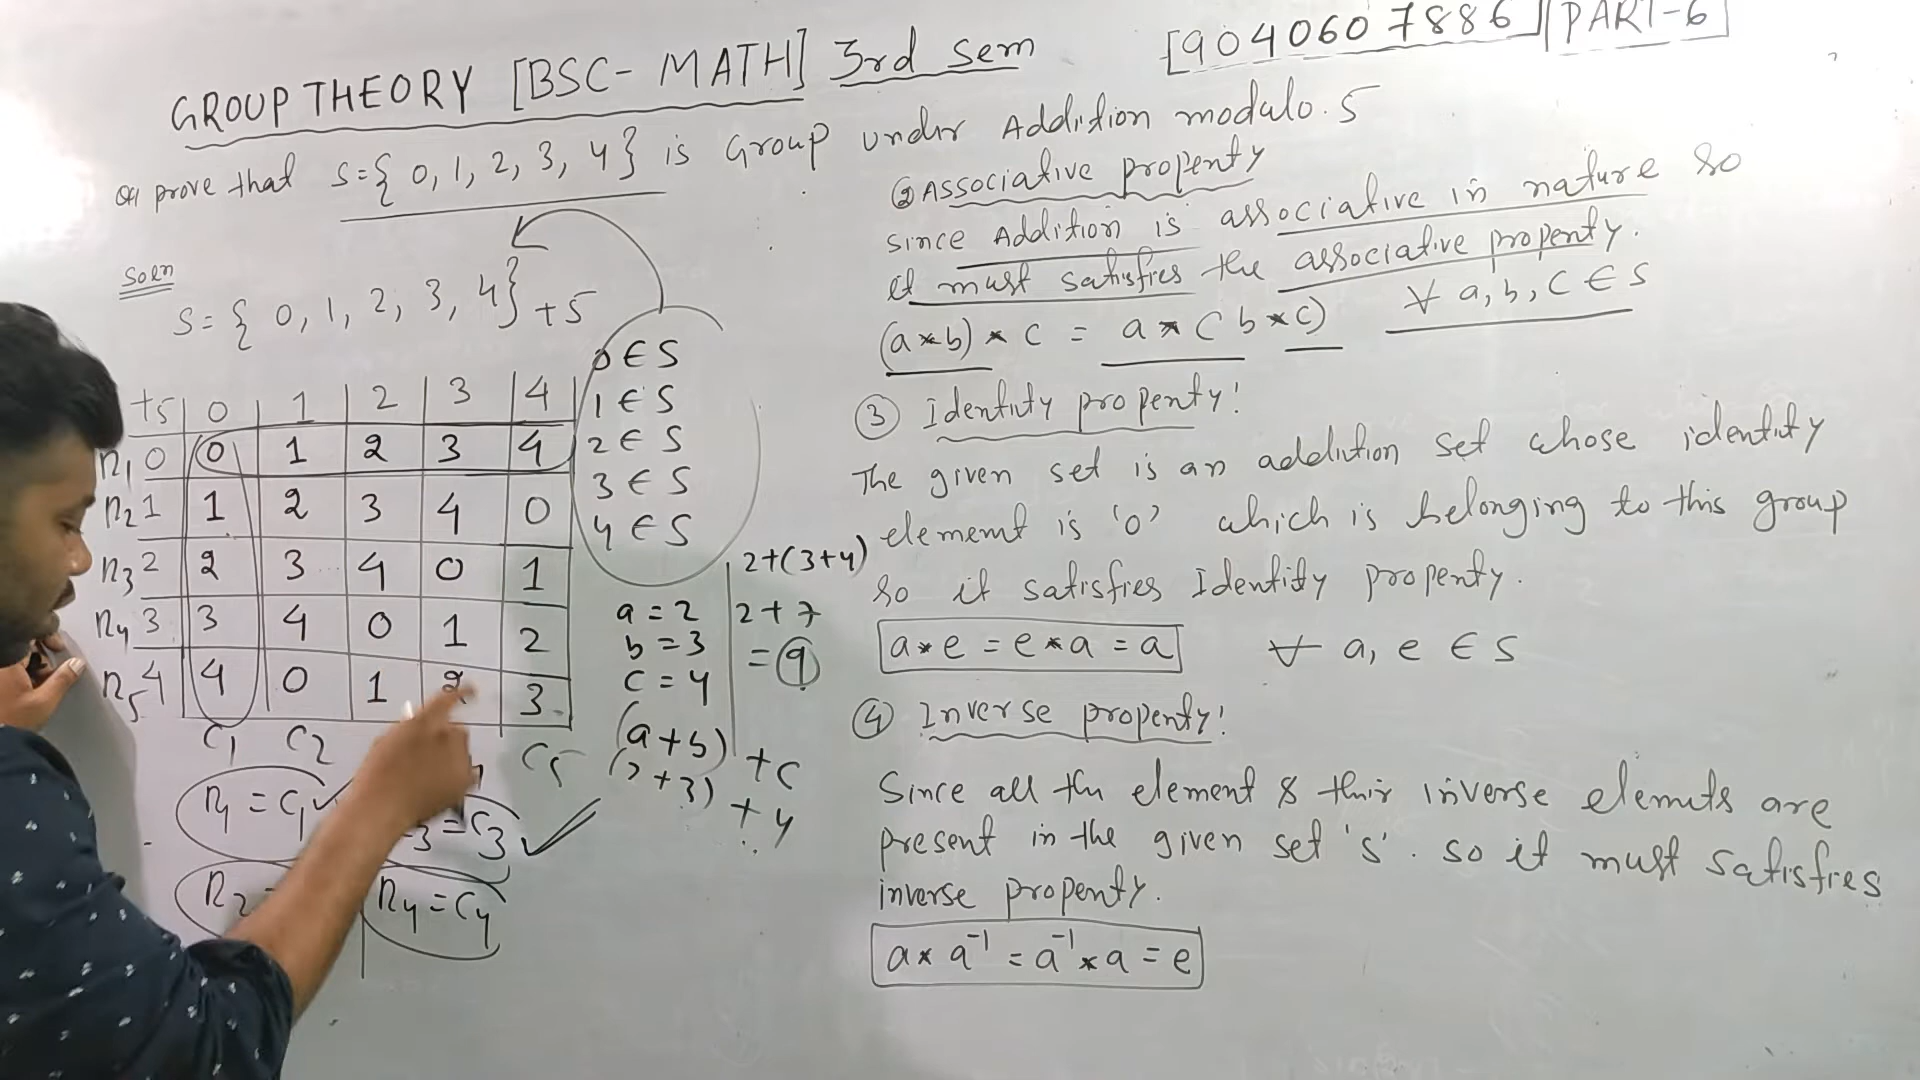 GROUP THEORY [BSC- MATH] 3rd sem
[9040607886] PART-6]
prove that S={ 0, 1, 2, 3, 4 } is Group under Addition modulo. 5
Soln
S = { 0, 1, 2, 3, 4} +5
+5 0 1 2 3 4
R1 0 0 1 2 3 4
R2 1 1 2 3 4 0
R3 2 2 3 4 0 1
R4 3 3 4 0 1 2
R5 4 4 0 1 2 3
C1 C2 C5
R1 = C1 ✓
3 = C3 ✓
R2
R4 = C4
0 ∈ S
1 ∈ S
2 ∈ S
3 ∈ S
4 ∈ S
a = 2
b = 3
c = 4
(a+b) + c
(2+3) + 4
2+(3+4)
2+7
= 9
② Associative property
since Addition is associative in nature so
it must satisfies the associative property.
(a * b) * c = a * ( b * c) ∀ a, b, c ∈ S
③ Identity property!
The given set is an addition set whose identity
element is '0' which is belonging to this group
so it satisfies Identity property.
a * e = e * a = a ∀ a, e ∈ S
④ Inverse property!
Since all the element & their inverse elements are
present in the given set 's'. so it must satisfies
inverse property.
a * a⁻¹ = a⁻¹ * a = e